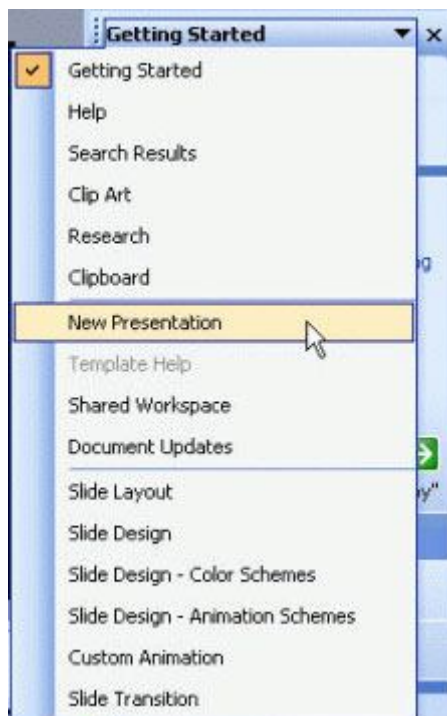 Getting Started
Getting Started
Help
Search Results
Clip Art
Research
Clipboard
New Presentation
Template Help
Shared Workspace
Document Updates
Slide Layout
Slide Design
Slide Design - Color Schemes
Slide Design - Animation Schemes
Custom Animation
Slide Transition